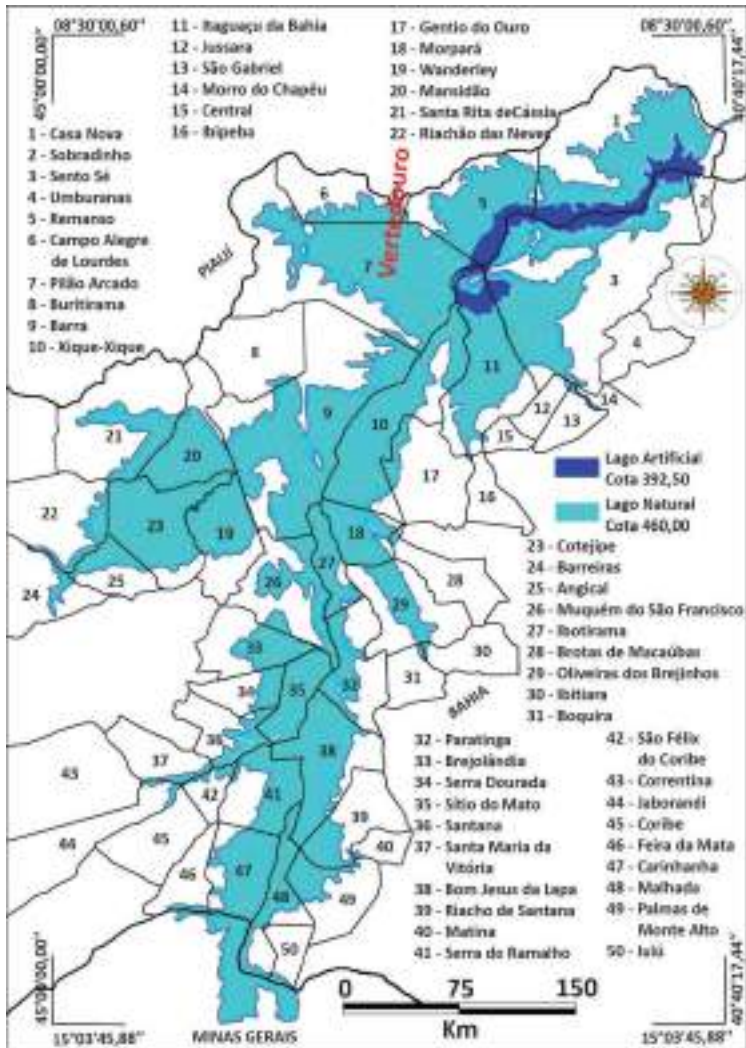 08°30'00,60"
45°00'00,00"
11 - Itaguaçu da Bahia
12 - Jussara
13 - São Gabriel
14 - Morro do Chapéu
15 - Central
16 - Ibipeba
17 - Gentio do Ouro
18 - Morpará
19 - Wanderley
20 - Mansidão
21 - Santa Rita deCássia
22 - Riachão das Neves
08°30'00,60"
40°40'17,44"
1 - Casa Nova
2 - Sobradinho
3 - Sento Sé
4 - Umburanas
5 - Remanso
6 - Campo Alegre
de Lourdes
7 - Pilão Arcado
8 - Buritirama
9 - Barra
10 - Xique-Xique
Vertedouro
PIAUÍ
1
2
3
4
5
6
7
8
9
10
11
12
13
14
15
16
17
18
19
20
21
22
23
24
25
26
27
28
29
30
31
Lago Artificial
Cota 392,50
Lago Natural
Cota 460,00
23 - Cotejipe
24 - Barreiras
25 - Angical
26 - Muquém do São Francisco
27 - Ibotirama
28 - Brotas de Macaúbas
29 - Oliveiras dos Brejinhos
30 - Ibitiara
31 - Boquira
BAHIA
32
33
34
35
36
37
38
39
40
41
42
43
44
45
46
47
48
49
50
32 - Paratinga
33 - Brejolândia
34 - Serra Dourada
35 - Sítio do Mato
36 - Santana
37 - Santa Maria da
Vitória
38 - Bom Jesus da Lapa
39 - Riacho de Santana
40 - Matina
41 - Serra do Ramalho
42 - São Félix
do Coribe
43 - Correntina
44 - Jaborandi
45 - Coribe
46 - Feira da Mata
47 - Carinhanha
48 - Malhada
49 - Palmas de
Monte Alto
50 - Iuiú
0 75 150
Km
45°00'00,00"
15°03'45,88"
MINAS GERAIS
40°40'17,44"
15°03'45,88"